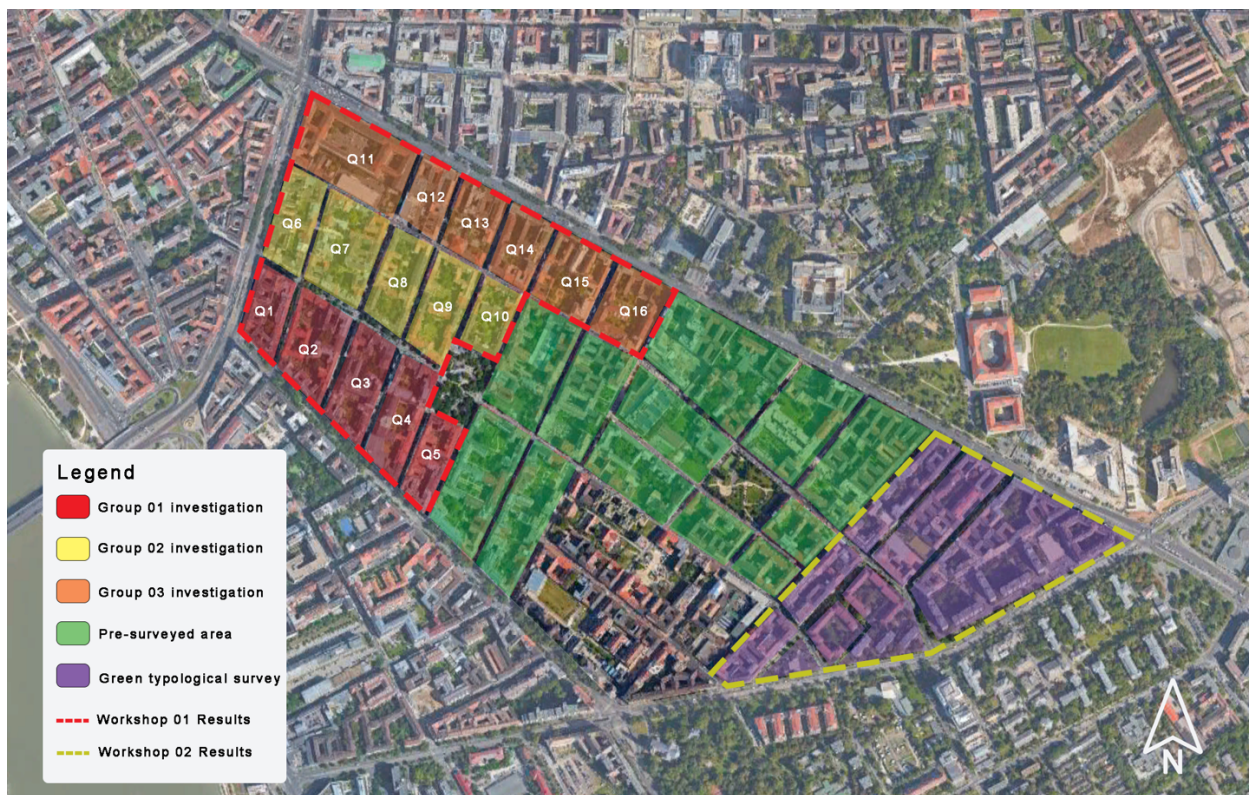 Q11
Q12
Q13
Q14
Q15
Q16
Q6
Q7
Q8
Q9
Q10
Q1
Q2
Q3
Q4
Q5
Legend
Group 01 investigation
Group 02 investigation
Group 03 investigation
Pre-surveyed area
Green typological survey
Workshop 01 Results
Workshop 02 Results
N